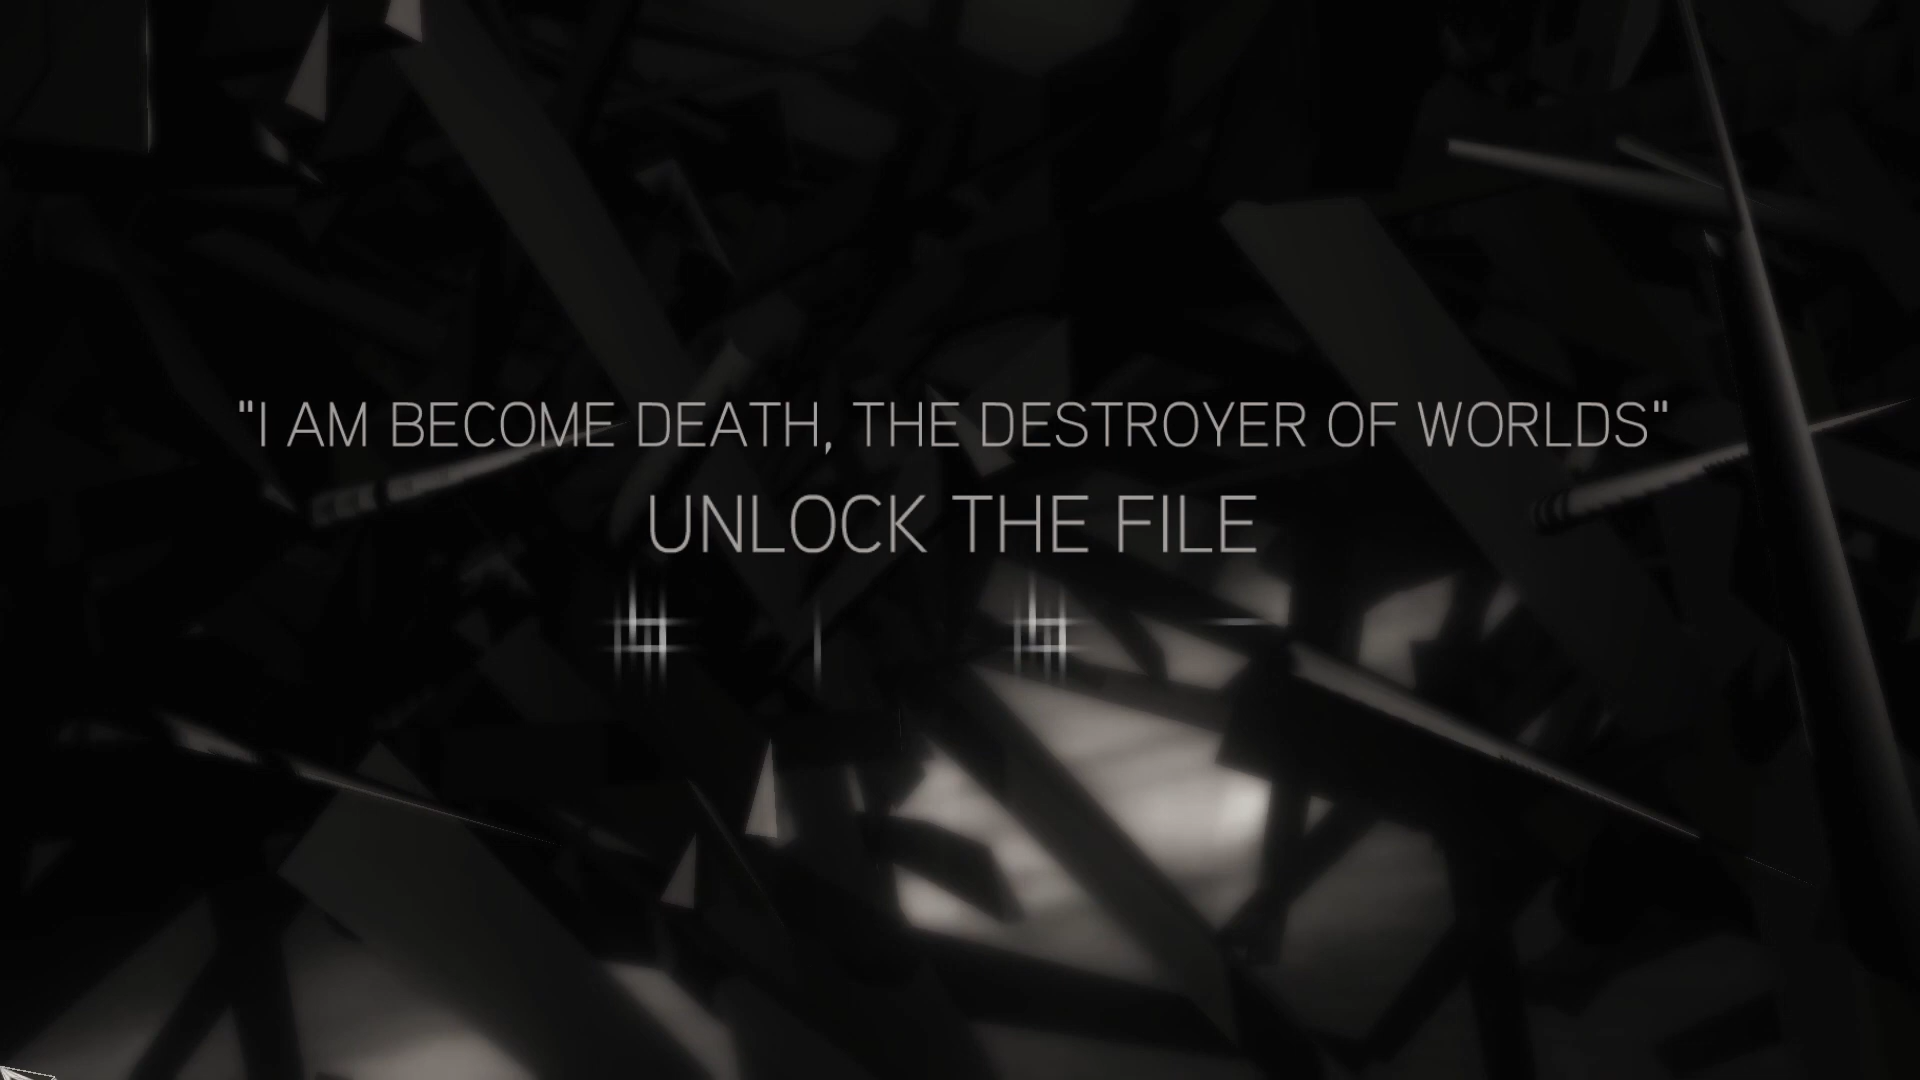 "I AM BECOME DEATH, THE DESTROYER OF WORLDS"
UNLOCK THE FILE